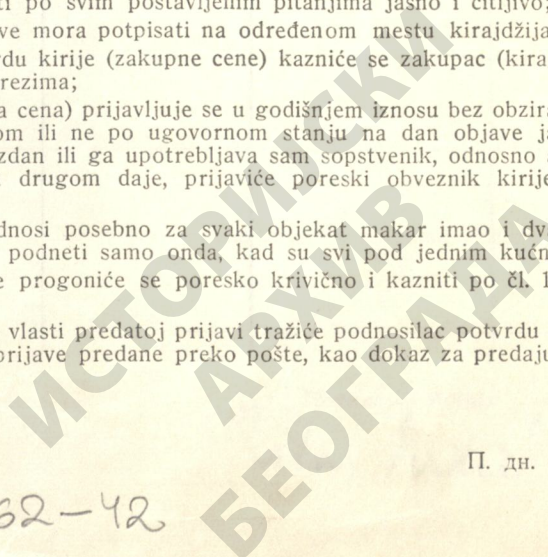 ti po svim postavljenim pitanjima jasno i čitljivo;
ve mora potpisati na određenom mestu kirajdžija
rdu kirije (zakupne cene) kazniće se zakupac (kira
rezima;
a cena) prijavljuje se u godišnjem iznosu bez obzira
om ili ne po ugovornom stanju na dan objave ja
zdan ili ga upotrebljava sam sopstvenik, odnosno
drugom daje, prijaviće poreski obveznik kirije
dnosi posebno za svaki objekat makar imao i dv
podneti samo onda, kad su svi pod jednim kućn
e progoniće se poresko krivično i kazniti po čl. 1
vlasti predatoj prijavi tražiće podnosilac potvrdu
prijave predane preko pošte, kao dokaz za predaju
П. дн.
62-42
ИСТОРИЈСКИ
АРХИВ
БЕОГРАДА